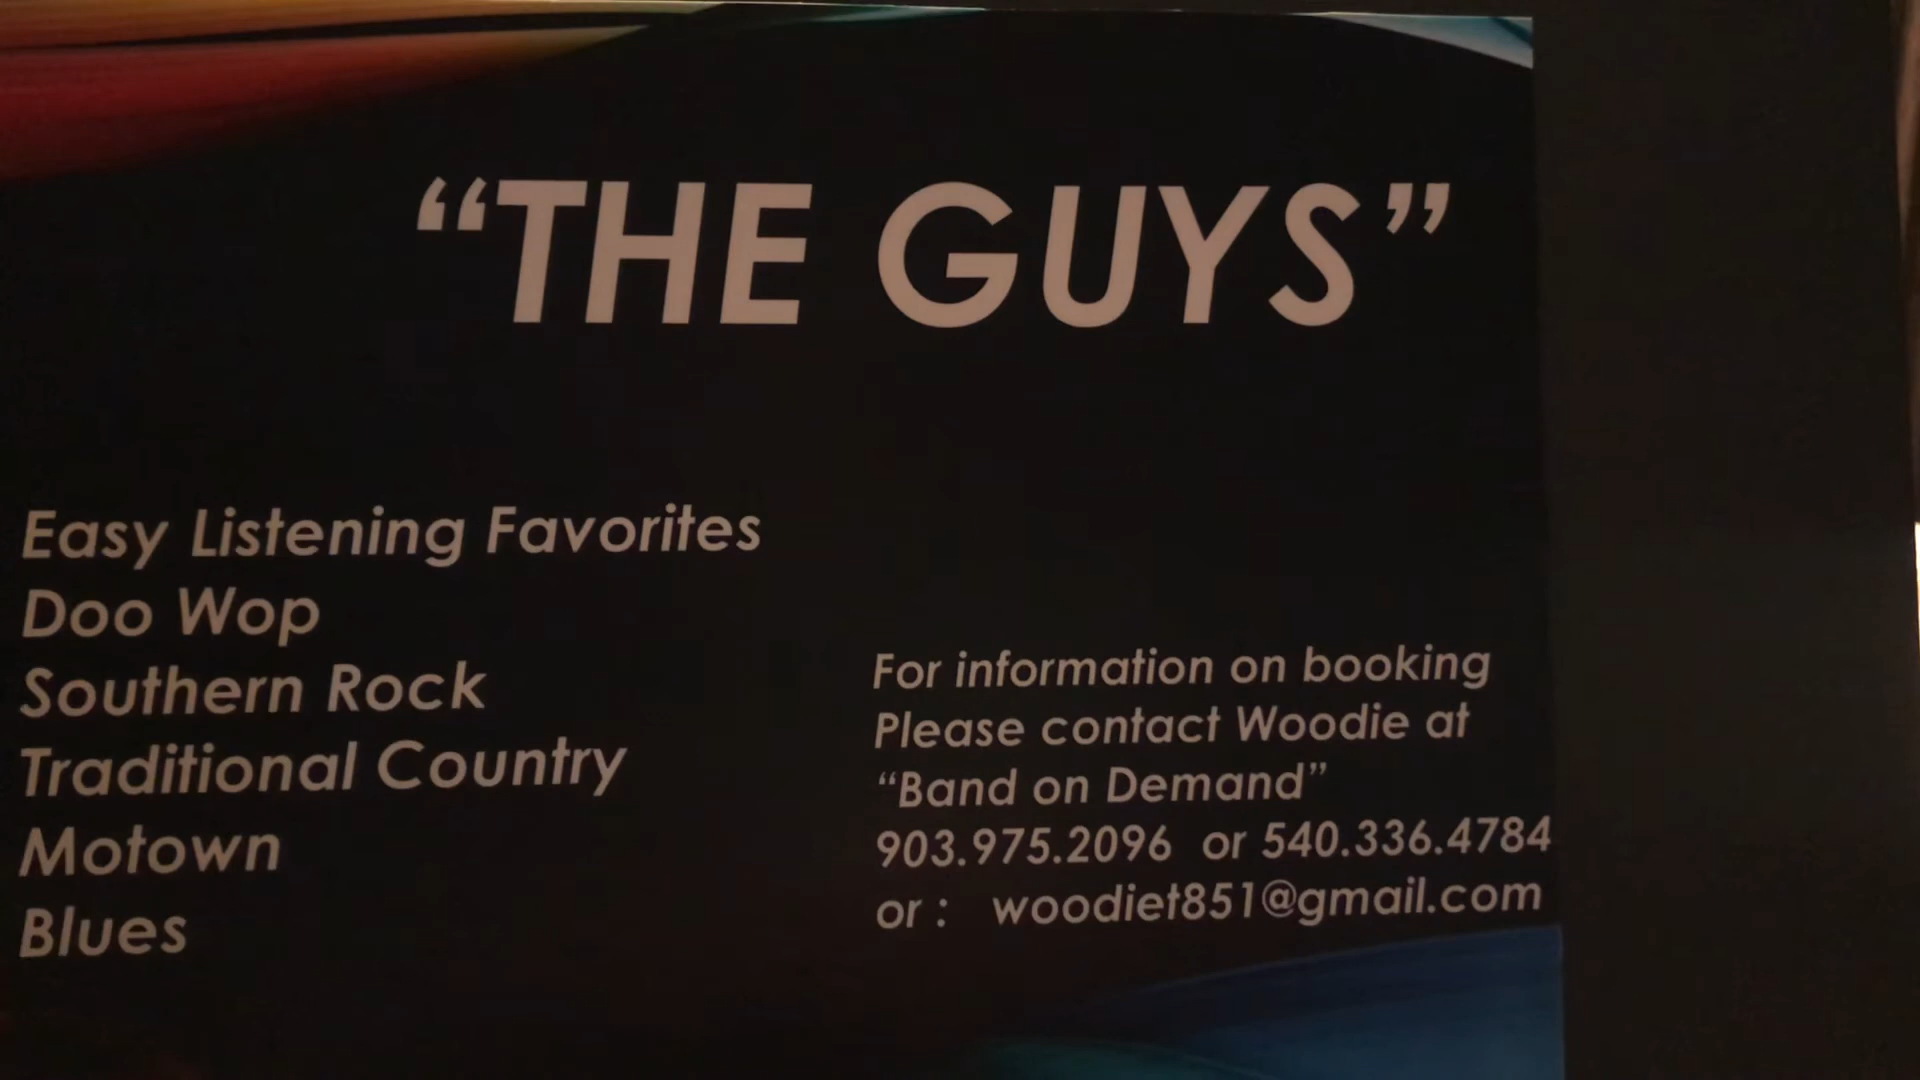 “THE GUYS”
Easy Listening Favorites
Doo Wop
Southern Rock
Traditional Country
Motown
Blues
For information on booking
Please contact Woodie at
“Band on Demand”
903.975.2096 or 540.336.4784
or : woodiet851@gmail.com